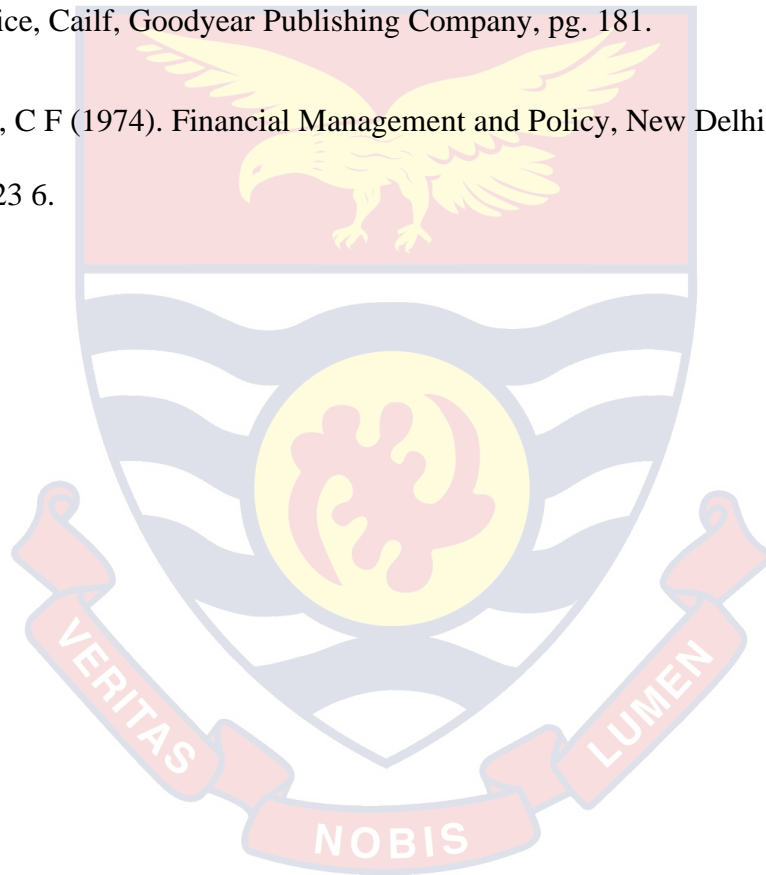 ice, Cailf, Goodyear Publishing Company, pg. 181.
, C F (1974). Financial Management and Policy, New Delhi
23 6.
VERITAS
NOBIS
LUMEN